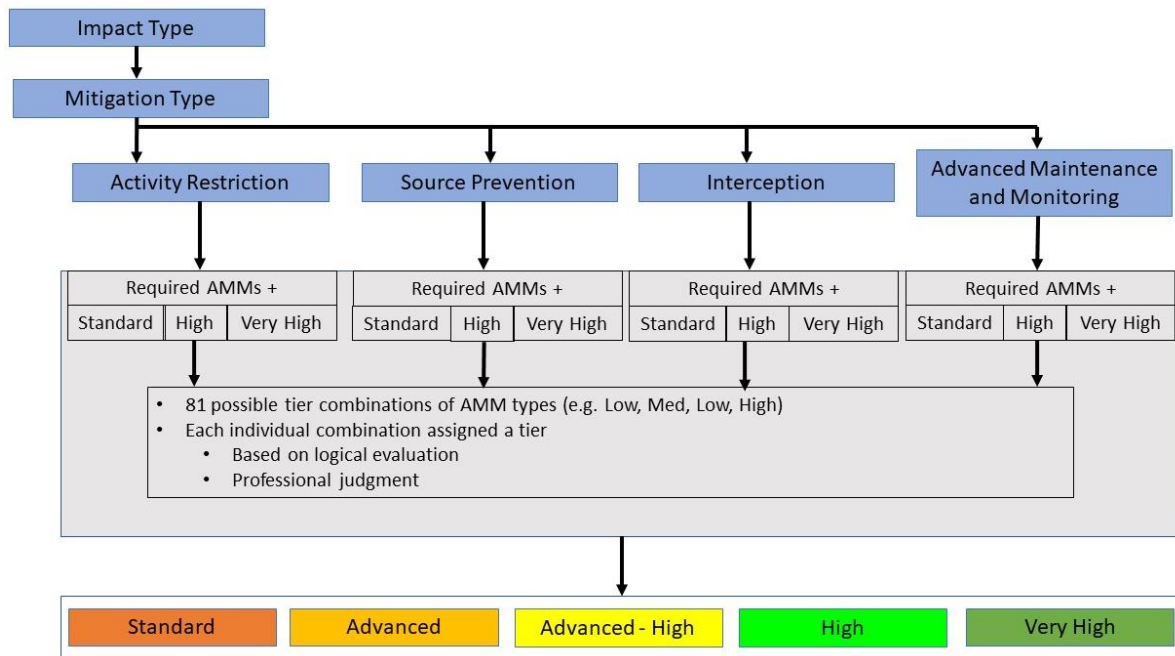 Impact Type
Mitigation Type
Activity Restriction
Source Prevention
Interception
Advanced Maintenance
and Monitoring
Required AMMs +
Standard High Very High
Required AMMs +
Standard High Very High
Required AMMs +
Standard High Very High
Required AMMs +
Standard High Very High
• 81 possible tier combinations of AMM types (e.g. Low, Med, Low, High)
• Each individual combination assigned a tier
• Based on logical evaluation
• Professional judgment
Standard
Advanced
Advanced - High
High
Very High